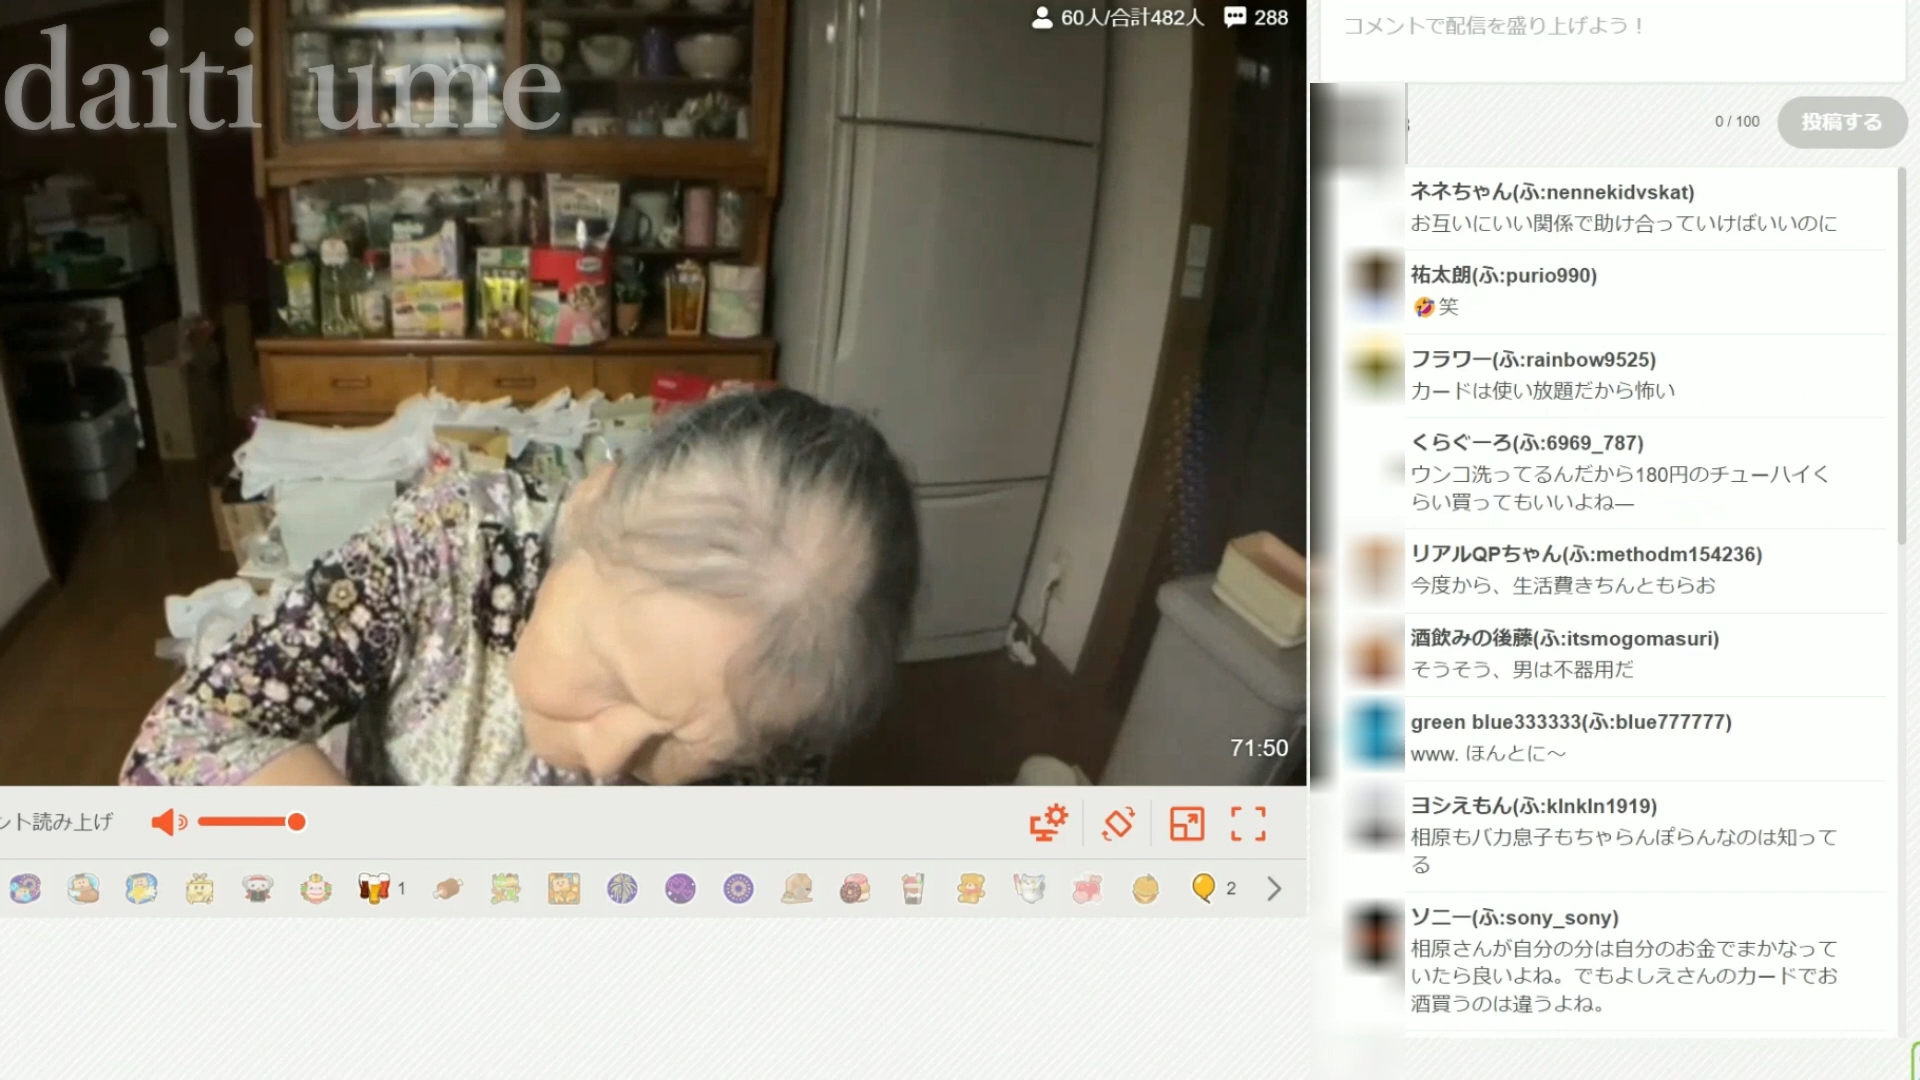 daiti ume
60人/合計482人 288
71:50
ント読み上げ
1
2
コメントで配信を盛り上げよう！
0 / 100 投稿する
ネネちゃん(ふ:nennekidvskat)
お互いにいい関係で助け合っていけばいいのに
祐太朗(ふ:purio990)
🤣笑
フラワー(ふ:rainbow9525)
カードは使い放題だから怖い
くらぐーろ(ふ:6969_787)
ウンコ洗ってるんだから180円のチューハイく
らい買ってもいいよね—
リアルQPちゃん(ふ:methodm154236)
今度から、生活費きちんともらお
酒飲みの後藤(ふ:itsmogomasuri)
そうそう、男は不器用だ
green blue333333(ふ:blue777777)
www. ほんとに〜
ヨシえもん(ふ:klnkln1919)
相原もバカ息子もちゃらんぽらんなのは知って
る
ソニー(ふ:sony_sony)
相原さんが自分の分は自分のお金でまかなって
いたら良いよね。でもよしえさんのカードでお
酒買うのは違うよね。